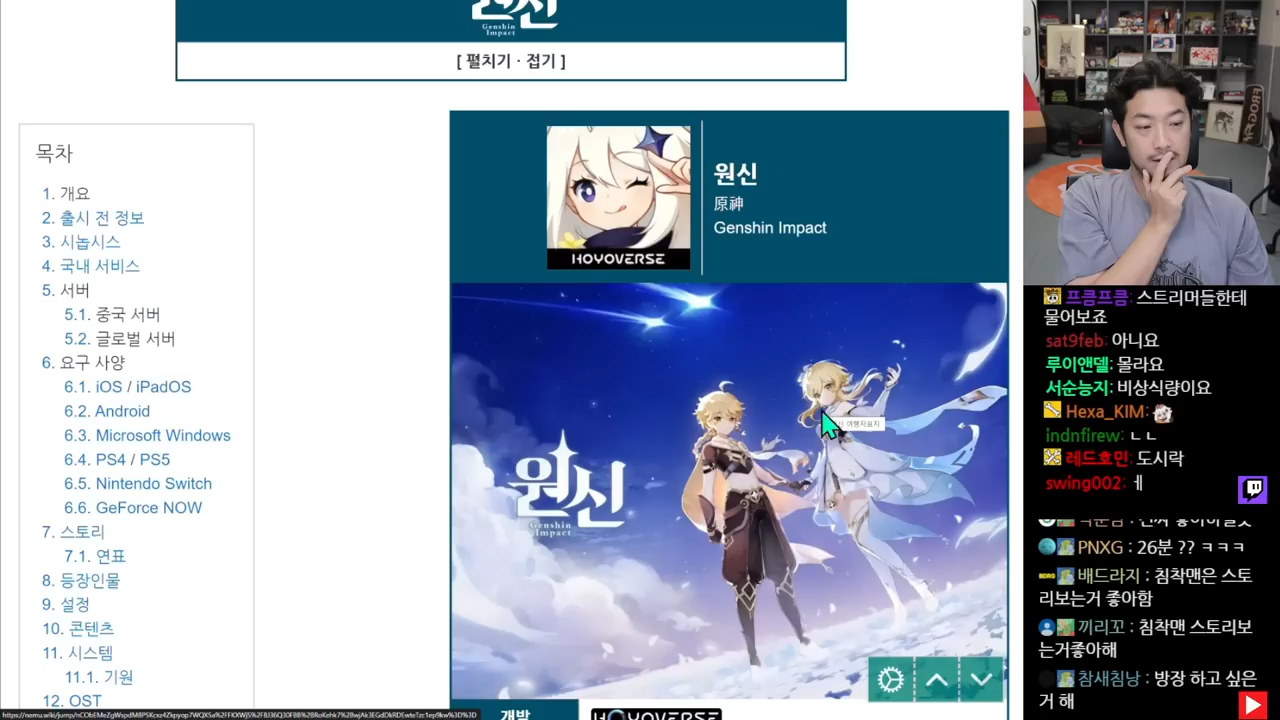 원신
Genshin
Impact
[ 펼치기 · 접기 ]
목차
1. 개요
2. 출시 전 정보
3. 시놉시스
4. 국내 서비스
5. 서버
5.1. 중국 서버
5.2. 글로벌 서버
6. 요구 사양
6.1. iOS / iPadOS
6.2. Android
6.3. Microsoft Windows
6.4. PS4 / PS5
6.5. Nintendo Switch
6.6. GeForce NOW
7. 스토리
7.1. 연표
8. 등장인물
9. 설정
10. 콘텐츠
11. 시스템
11.1. 기원
12. OST
HOYOVERSE
원신
原神
Genshin Impact
원신
Genshin
Impact
여행자표지
개발
HOYOVERSE
FROG
프큼프큼: 스트리머들한테
물어보죠
sat9feb: 아니요
루이앤델: 몰라요
서순능지: 비상식량이요
Hexa_KIM:
indnfirew: ㄴㄴ
레드호민: 도시락
swing002: ㅔ
PNXG : 26분 ?? ㅋㅋㅋ
배드라지 : 침착맨은 스토
리보는거 좋아함
끼리꼬 : 침착맨 스토리보
는거좋아해
참새침낭 : 방장 하고 싶은
거 해